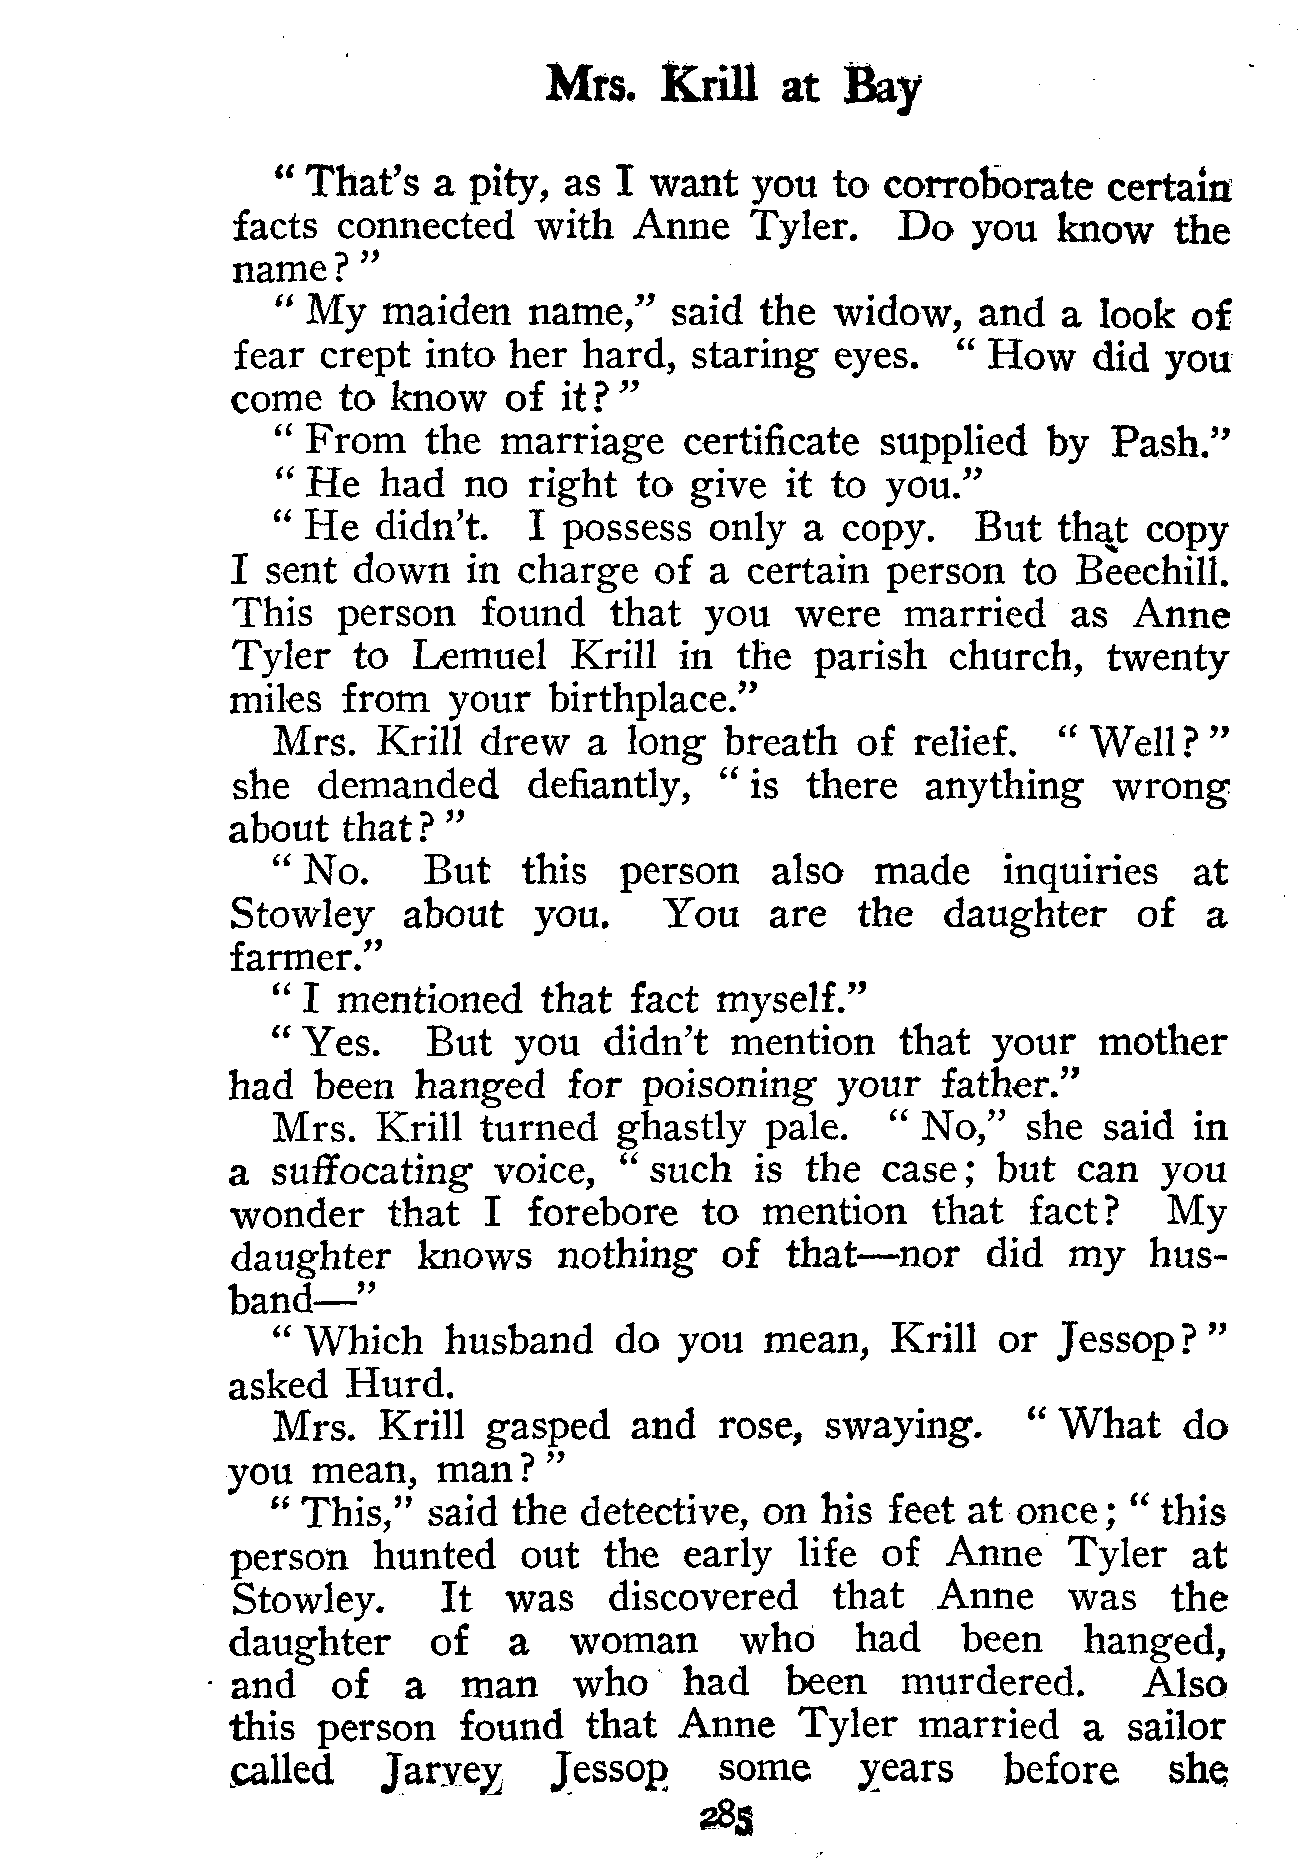 Mrs. Krill at Bay
" That's a pity, as I want you to corroborate certain
facts connected with Anne Tyler. Do you know the
name? "
" My maiden name," said the widow, and a look of
fear crept into her hard, staring eyes. " How did you
come to know of it? "
" From the marriage certificate supplied by Pash."
" He had no right to give it to you."
" He didn't. I possess only a copy. But that copy
I sent down in charge of a certain person to Beechill.
This person found that you were married as Anne
Tyler to Lemuel Krill in the parish church, twenty
miles from your birthplace."
Mrs. Krill drew a long breath of relief. " Well? "
she demanded defiantly, " is there anything wrong
about that? "
" No. But this person also made inquiries at
Stowley about you. You are the daughter of a
farmer."
" I mentioned that fact myself."
" Yes. But you didn't mention that your mother
had been hanged for poisoning your father."
Mrs. Krill turned ghastly pale. " No," she said in
a suffocating voice, " such is the case; but can you
wonder that I forebore to mention that fact? My
daughter knows nothing of that—nor did my hus-
band—"
" Which husband do you mean, Krill or Jessop? "
asked Hurd.
Mrs. Krill gasped and rose, swaying. " What do
you mean, man? "
" This," said the detective, on his feet at once; " this
person hunted out the early life of Anne Tyler at
Stowley. It was discovered that Anne was the
daughter of a woman who had been hanged,
and of a man who had been murdered. Also
this person found that Anne Tyler married a sailor
called Jarvey Jessop some years before she
285